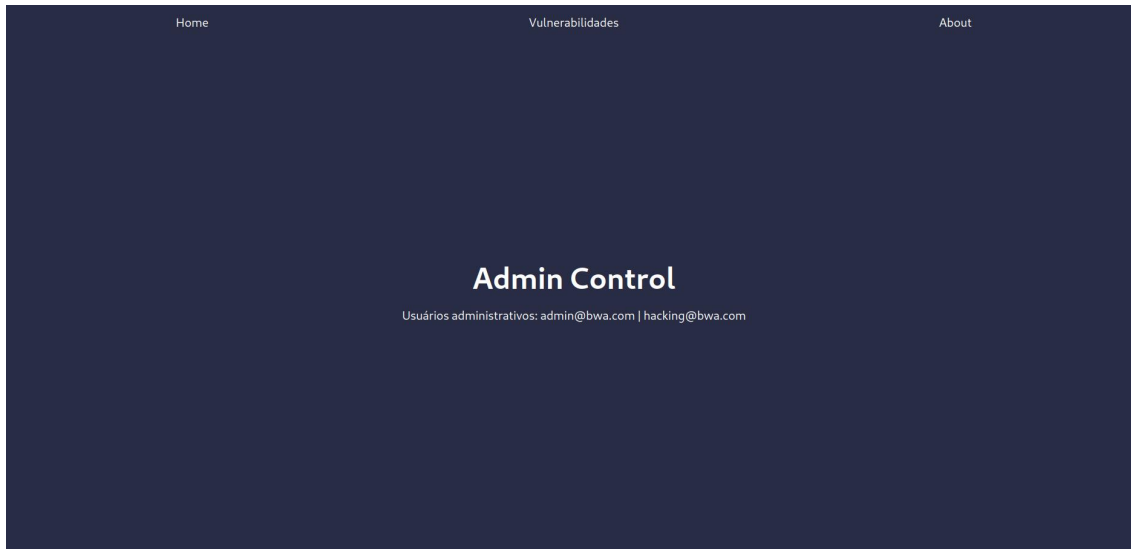 Home Vulnerabilidades About
Admin Control
Usuários administrativos: admin@bwa.com | hacking@bwa.com